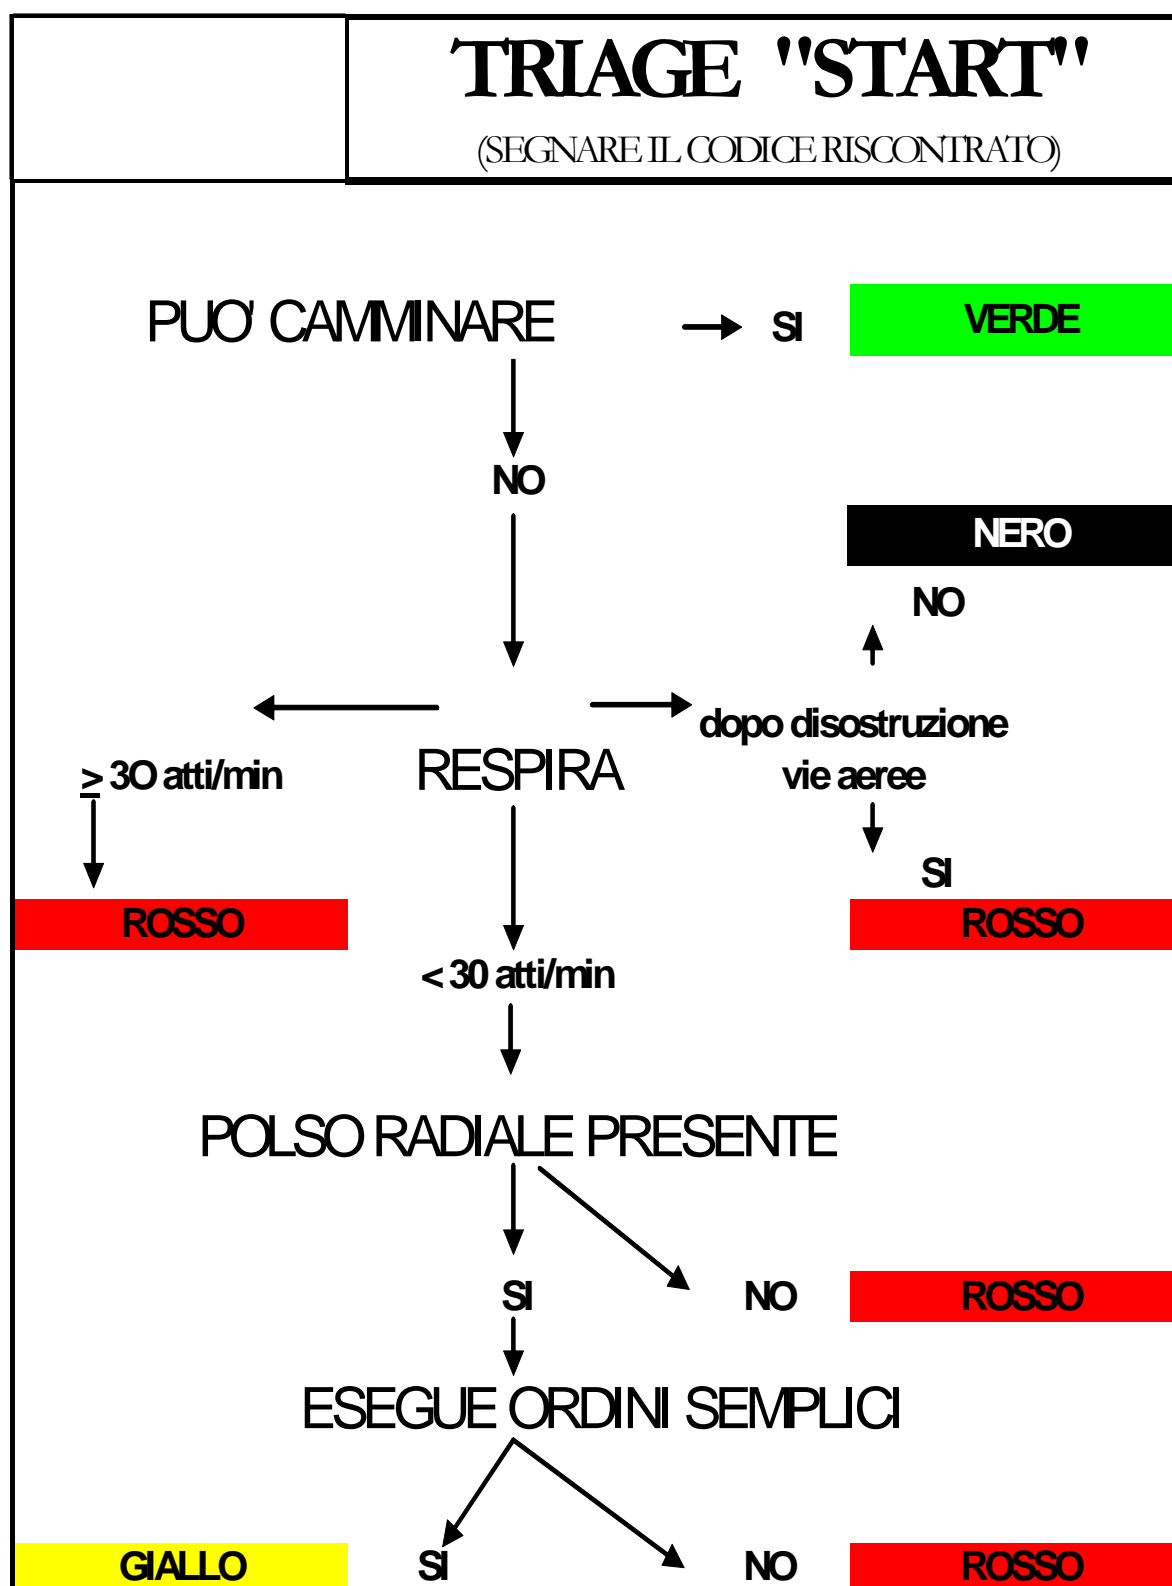 TRIAGE "START"
(SEGNARE IL CODICE RISCONTRATO)
PUO' CAMMINARE
SI
VERDE
NO
NERO
NO
dopo disostruzione
vie aeree
≥ 3O atti/min
RESPIRA
SI
ROSSO
ROSSO
< 30 atti/min
POLSO RADIALE PRESENTE
SI
NO
ROSSO
ESEGUE ORDINI SEMPLICI
GIALLO
SI
NO
ROSSO